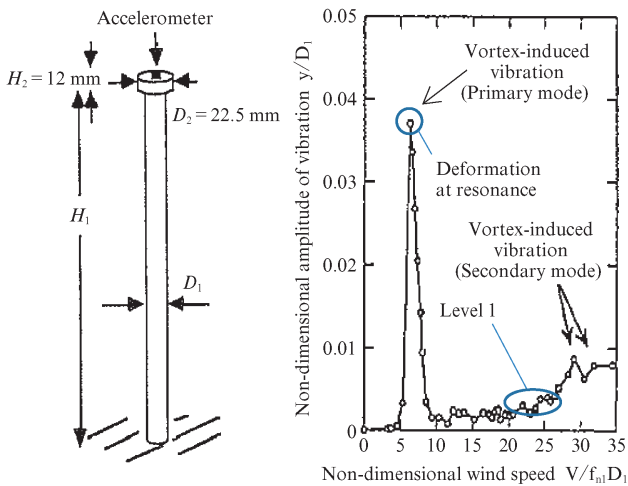 Accelerometer
H₂ = 12 mm
D₂ = 22.5 mm
H₁
D₁
Non-dimensional amplitude of vibration y/D₁
0.05
0.04
0.03
0.02
0.01
0
Vortex-induced
vibration
(Primary mode)
Deformation
at resonance
Vortex-induced
vibration
(Secondary mode)
Level 1
0 5 10 15 20 25 30 35
Non-dimensional wind speed V/fₙ₁D₁